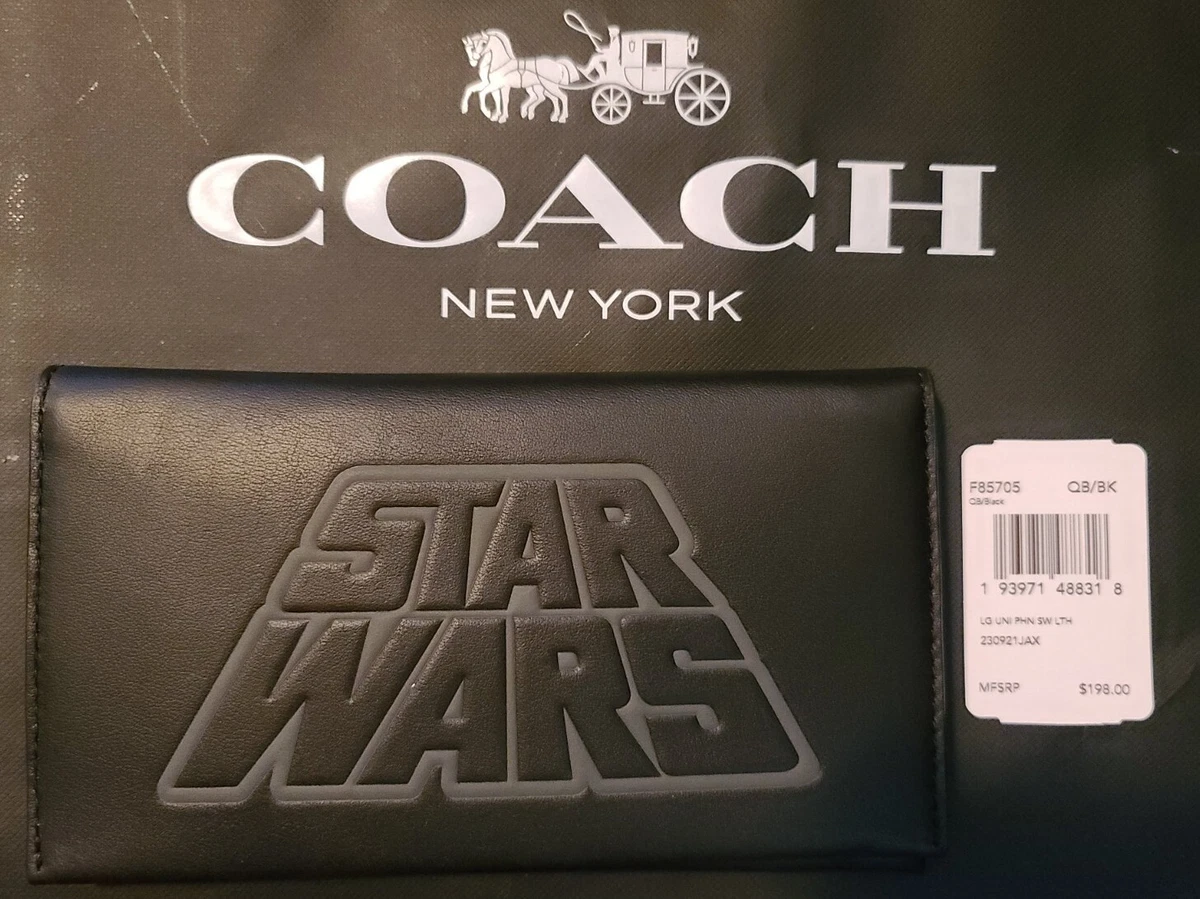 COACH
NEW YORK
STAR
WARS
F85705 QB/BK
QB/Black
1 93971 48831 8
LG UNI PHN SW LTH
230921JAX
MFSRP $198.00